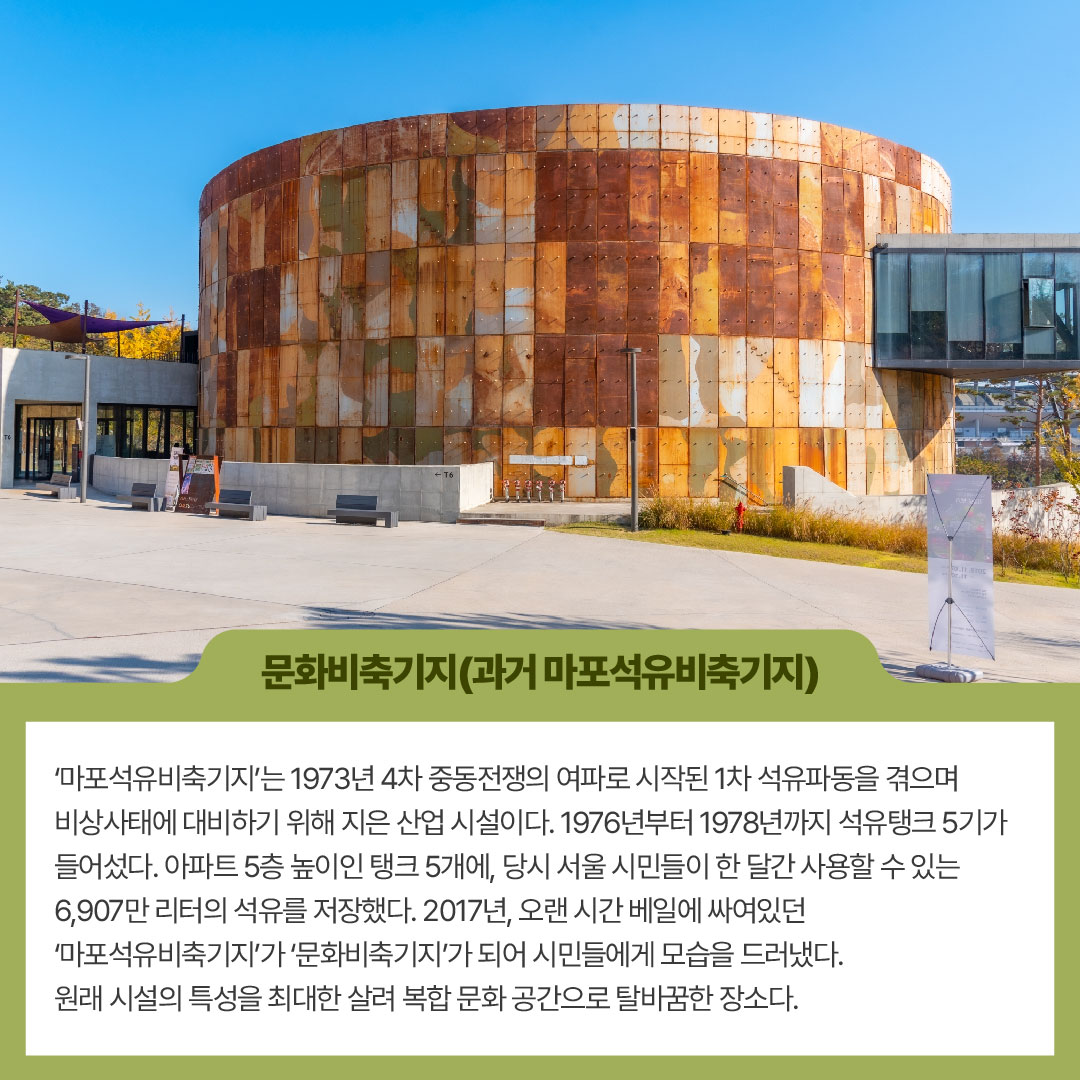 T6
← T6
문화비축기지(과거 마포석유비축기지)
‘마포석유비축기지’는 1973년 4차 중동전쟁의 여파로 시작된 1차 석유파동을 겪으며
비상사태에 대비하기 위해 지은 산업 시설이다. 1976년부터 1978년까지 석유탱크 5기가
들어섰다. 아파트 5층 높이인 탱크 5개에, 당시 서울 시민들이 한 달간 사용할 수 있는
6,907만 리터의 석유를 저장했다. 2017년, 오랜 시간 베일에 싸여있던
‘마포석유비축기지’가 ‘문화비축기지’가 되어 시민들에게 모습을 드러냈다.
원래 시설의 특성을 최대한 살려 복합 문화 공간으로 탈바꿈한 장소다.